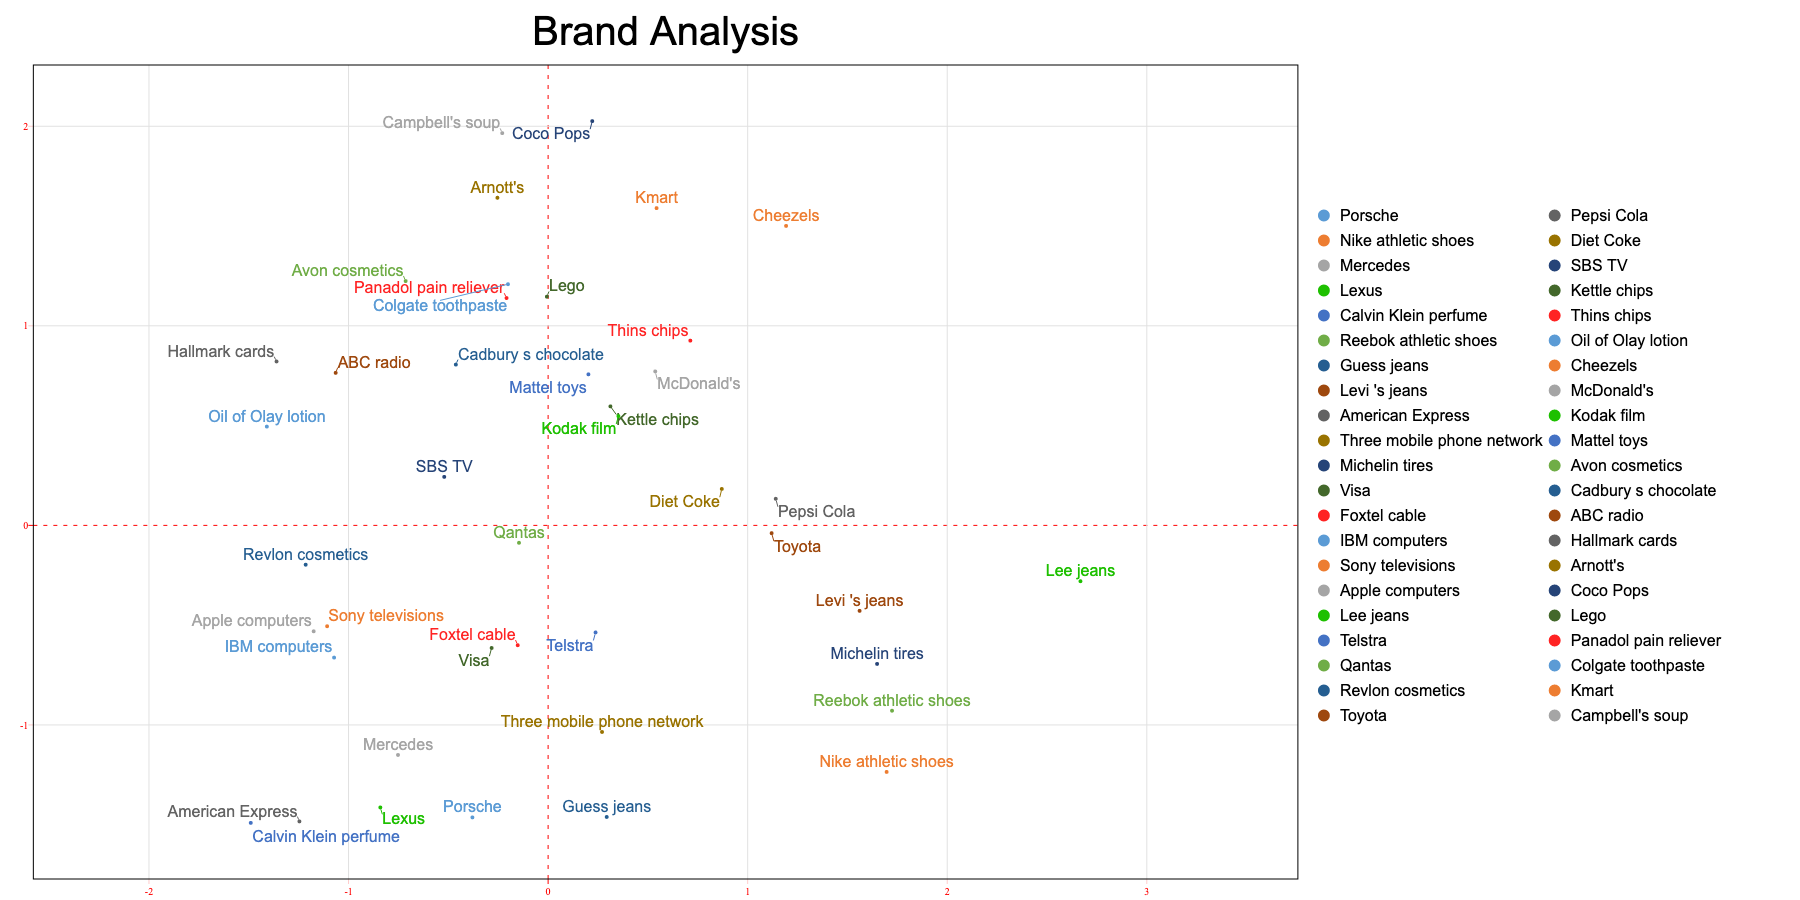 Brand Analysis
2
1
0
-1
Campbell's soup
Coco Pops
Arnott's
Kmart
Cheezels
Avon cosmetics
Panadol pain reliever
Lego
Colgate toothpaste
Thins chips
Hallmark cards
ABC radio
Cadbury s chocolate
Mattel toys
McDonald's
Oil of Olay lotion
Kodak film
Kettle chips
SBS TV
Diet Coke
Pepsi Cola
Qantas
Toyota
Revlon cosmetics
Lee jeans
Levi 's jeans
Apple computers
Sony televisions
IBM computers
Foxtel cable
Visa
Telstra
Michelin tires
Reebok athletic shoes
Three mobile phone network
Mercedes
Nike athletic shoes
American Express
Calvin Klein perfume
Lexus
Porsche
Guess jeans
-2
-1
0
1
2
3
Porsche
Nike athletic shoes
Mercedes
Lexus
Calvin Klein perfume
Reebok athletic shoes
Guess jeans
Levi 's jeans
American Express
Three mobile phone network
Michelin tires
Visa
Foxtel cable
IBM computers
Sony televisions
Apple computers
Lee jeans
Telstra
Qantas
Revlon cosmetics
Toyota
Pepsi Cola
Diet Coke
SBS TV
Kettle chips
Thins chips
Oil of Olay lotion
Cheezels
McDonald's
Kodak film
Mattel toys
Avon cosmetics
Cadbury s chocolate
ABC radio
Hallmark cards
Arnott's
Coco Pops
Lego
Panadol pain reliever
Colgate toothpaste
Kmart
Campbell's soup